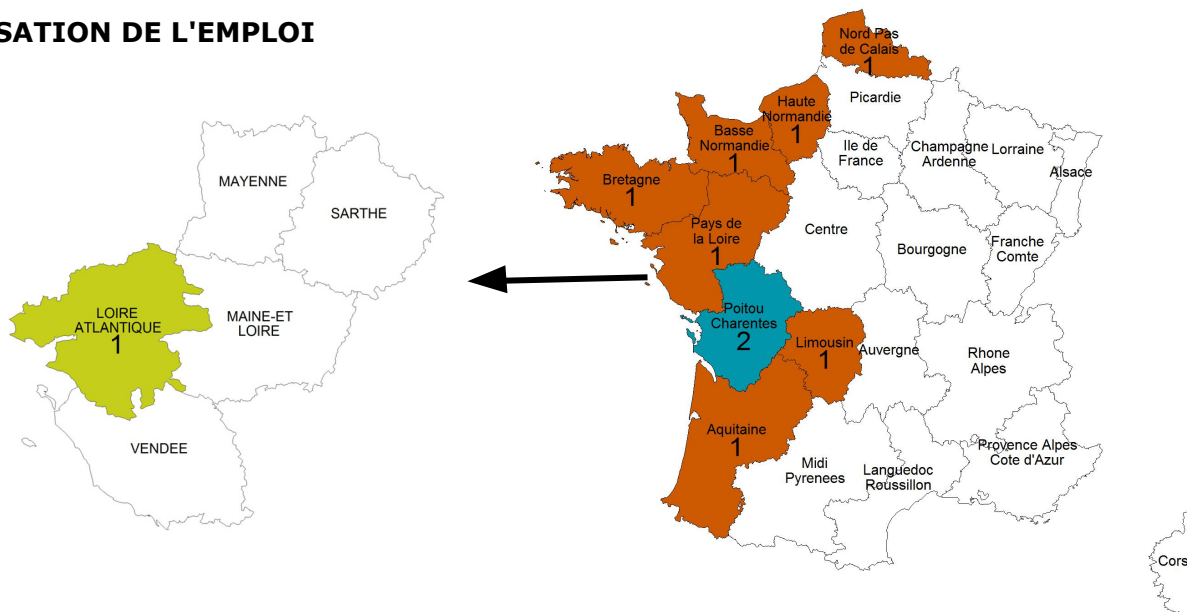 SATION DE L'EMPLOI
MAYENNE
SARTHE
LOIRE
ATLANTIQUE
1
MAINE-ET
LOIRE
VENDEE
Nord Pas
de Calais
1
Picardie
Haute
Normandie
1
Basse
Normandie
1
Ile de
France
Champagne
Ardenne
Lorraine
Alsace
Bretagne
1
Pays de
la Loire
1
Centre
Bourgogne
Franche
Comte
Poitou
Charentes
2
Limousin
1
Auvergne
Rhone
Alpes
Aquitaine
1
Midi
Pyrenees
Languedoc
Roussillon
Provence Alpes
Cote d'Azur
Cors